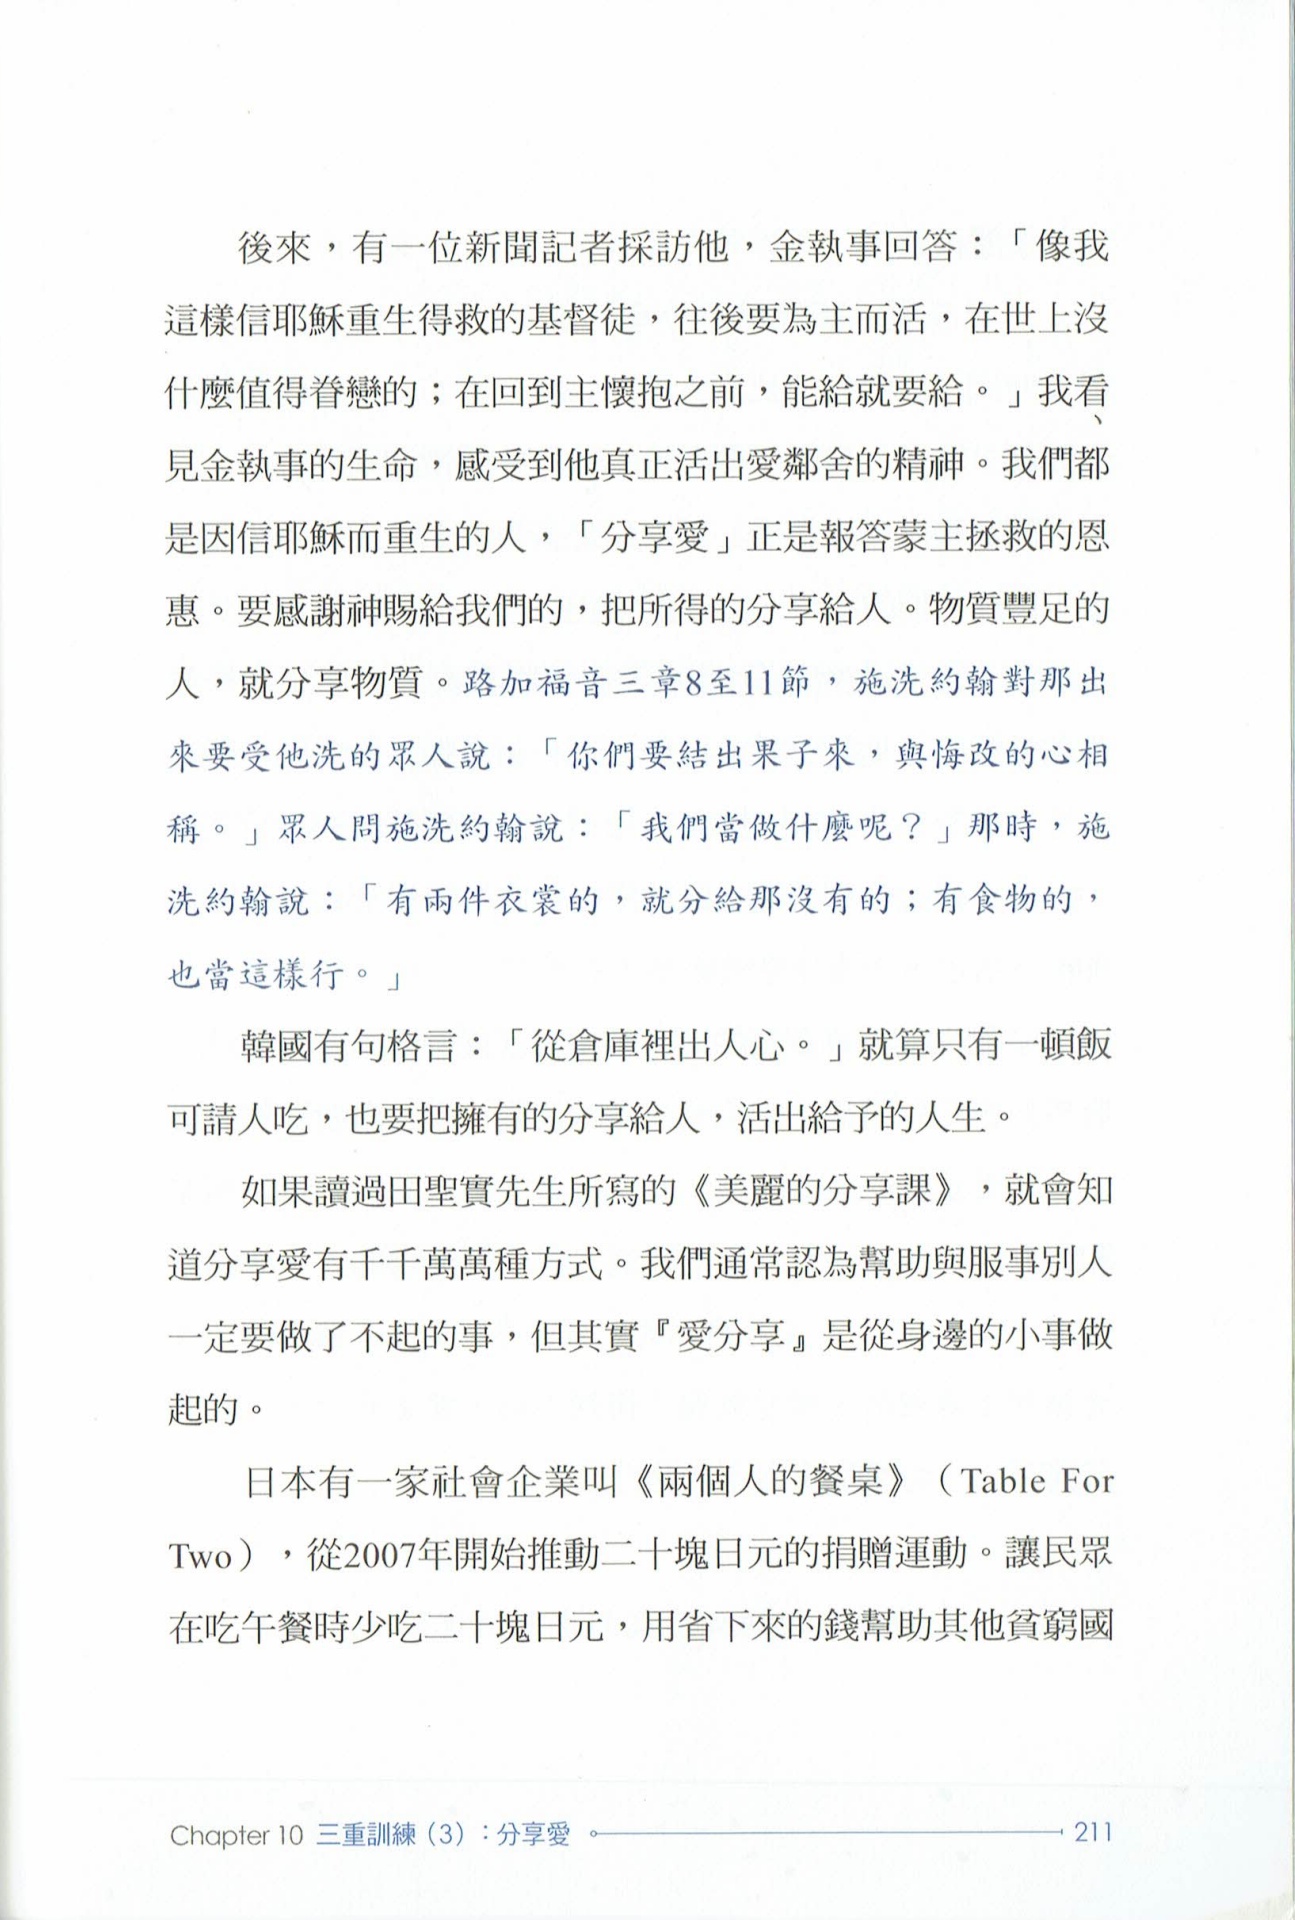 後來，有一位新聞記者採訪他，金執事回答：「像我
這樣信耶穌重生得救的基督徒，往後要為主而活，在世上沒
什麼值得眷戀的；在回到主懷抱之前，能給就要給。」我看、
見金執事的生命，感受到他真正活出愛鄰舍的精神。我們都
是因信耶穌而重生的人，「分享愛」正是報答蒙主拯救的恩
惠。要感謝神賜給我們的，把所得的分享給人。物質豐足的
人，就分享物質。路加福音三章8至11節，施洗約翰對那出
來要受他洗的眾人說：「你們要結出果子來，與悔改的心相
稱。」眾人問施洗約翰說：「我們當做什麼呢？」那時，施
洗約翰說：「有兩件衣裳的，就分給那沒有的；有食物的，
也當這樣行。」
韓國有句格言：「從倉庫裡出人心。」就算只有一頓飯
可請人吃，也要把擁有的分享給人，活出給予的人生。
如果讀過田聖實先生所寫的《美麗的分享課》，就會知
道分享愛有千千萬萬種方式。我們通常認為幫助與服事別人
一定要做了不起的事，但其實『愛分享』是從身邊的小事做
起的。
日本有一家社會企業叫《兩個人的餐桌》（Table For
Two），從2007年開始推動二十塊日元的捐贈運動。讓民眾
在吃午餐時少吃二十塊日元，用省下來的錢幫助其他貧窮國
Chapter 10 三重訓練（3）：分享愛 211